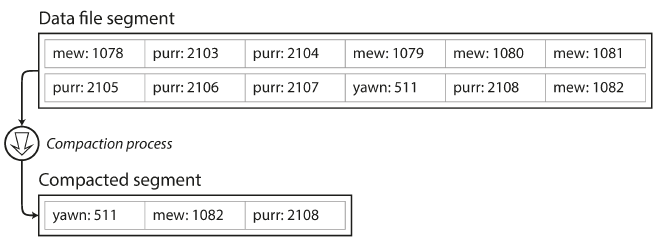 Data file segment
mew: 1078 purr: 2103 purr: 2104 mew: 1079 mew: 1080 mew: 1081
purr: 2105 purr: 2106 purr: 2107 yawn: 511 purr: 2108 mew: 1082
Compaction process
Compacted segment
yawn: 511 mew: 1082 purr: 2108